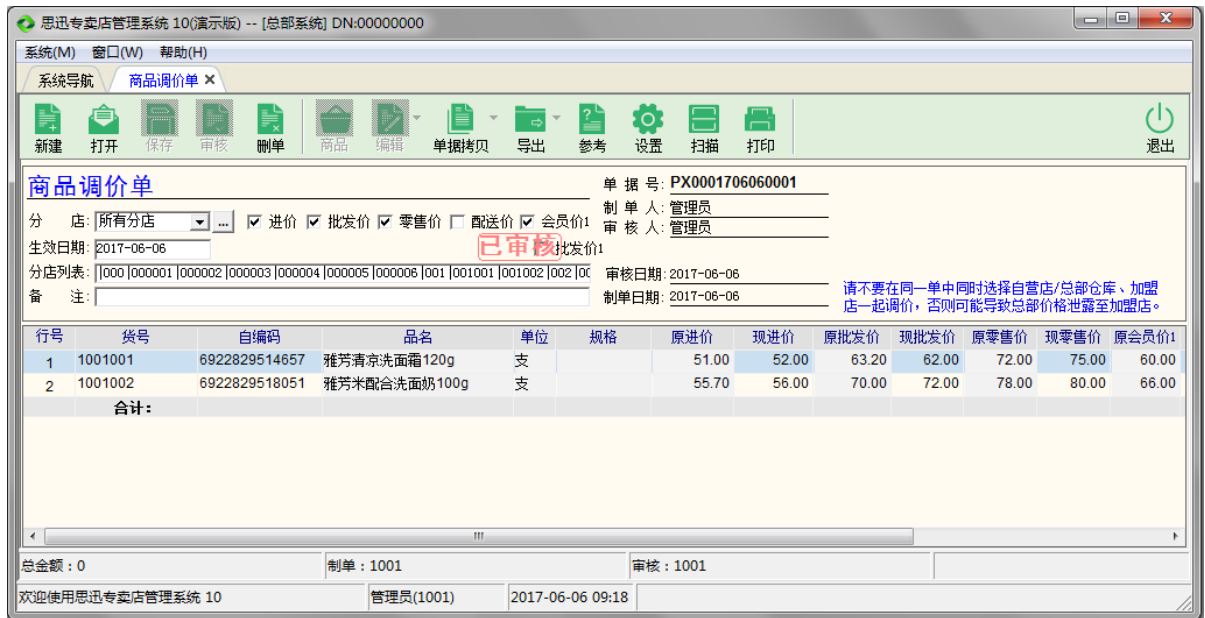 思迅专卖店管理系统 10(演示版) -- [总部系统] DN:00000000
系统(M) 窗口(W) 帮助(H)
系统导航 商品调价单 ×
新建 打开 保存 审核 删单 商品 编辑 单据拷贝 导出 参考 设置 扫描 打印 退出
商品调价单
单 据 号: PX0001706060001
制 单 人: 管理员
分 店: 所有分店 ... 进价 批发价 零售价 配送价 会员价1
审 核 人: 管理员
生效日期: 2017-06-06 已审核 批发价1
分店列表: |000 |000001 |000002 |000003 |000004 |000005 |000006 |001 |001001 |001002 |002 |00
审核日期: 2017-06-06
备 注:
制单日期: 2017-06-06
请不要在同一单中同时选择自营店/总部仓库、加盟
店一起调价，否则可能导致总部价格泄露至加盟店。
行号 货号 自编码 品名 单位 规格 原进价 现进价 原批发价 现批发价 原零售价 现零售价 原会员价1
1 1001001 6922829514657 雅芳清凉洗面霜120g 支 51.00 52.00 63.20 62.00 72.00 75.00 60.00
2 1001002 6922829518051 雅芳米配合洗面奶100g 支 55.70 56.00 70.00 72.00 78.00 80.00 66.00
合计:
总金额：0 制单：1001 审核：1001
欢迎使用思迅专卖店管理系统 10 管理员(1001) 2017-06-06 09:18